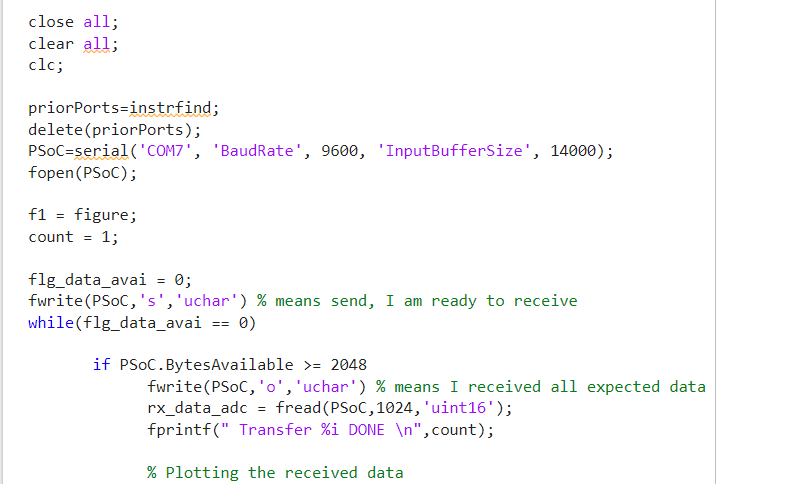 close all;
clear all;
clc;
priorPorts=instrfind;
delete(priorPorts);
PSoC=serial('COM7', 'BaudRate', 9600, 'InputBufferSize', 14000);
fopen(PSoC);
f1 = figure;
count = 1;
flg_data_avai = 0;
fwrite(PSoC,'s','uchar') % means send, I am ready to receive
while(flg_data_avai == 0)
if PSoC.BytesAvailable >= 2048
fwrite(PSoC,'o','uchar') % means I received all expected data
rx_data_adc = fread(PSoC,1024,'uint16');
fprintf(" Transfer %i DONE \n",count);
% Plotting the received data